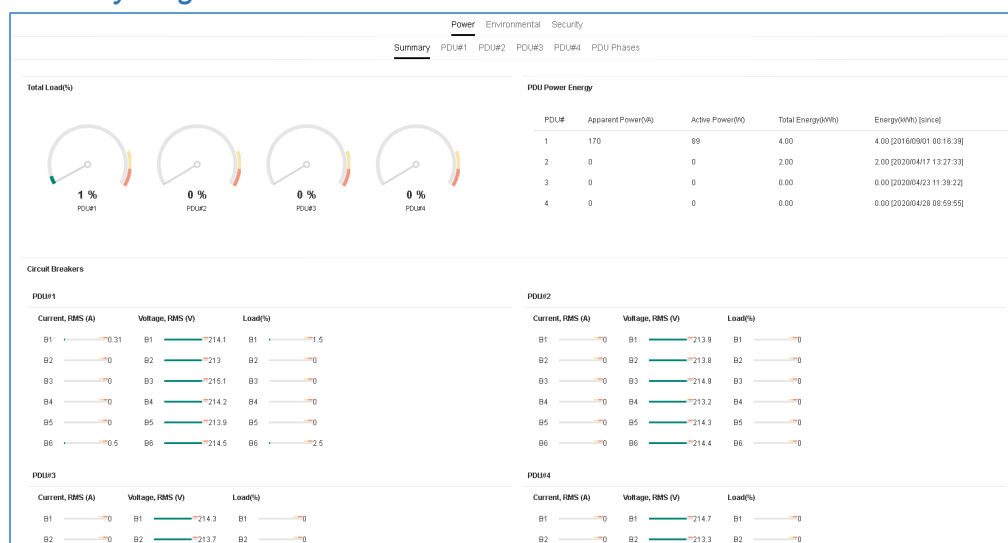 Power Environmental Security
Summary PDU#1 PDU#2 PDU#3 PDU#4 PDU Phases
Total Load(%)
1 % 0 % 0 % 0 %
PDU#1 PDU#2 PDU#3 PDU#4
PDU Power Energy
PDU# Apparent Power(VA) Active Power(W) Total Energy(kWh) Energy(kWh) [since]
1 170 89 4.00 4.00 [2016/09/01 00:16:39]
2 0 0 2.00 2.00 [2020/04/17 13:27:33]
3 0 0 0.00 0.00 [2020/04/23 11:39:22]
4 0 0 0.00 0.00 [2020/04/28 08:59:55]
Circuit Breakers
PDU#1
Current, RMS (A) Voltage, RMS (V) Load(%)
B1 0.31 B1 214.1 B1 1.5
B2 0 B2 213 B2 0
B3 0 B3 215.1 B3 0
B4 0 B4 214.2 B4 0
B5 0 B5 213.9 B5 0
B6 0.5 B6 214.5 B6 2.5
PDU#2
Current, RMS (A) Voltage, RMS (V) Load(%)
B1 0 B1 213.9 B1 0
B2 0 B2 213.8 B2 0
B3 0 B3 214.9 B3 0
B4 0 B4 213.2 B4 0
B5 0 B5 214.3 B5 0
B6 0 B6 214.4 B6 0
PDU#3
Current, RMS (A) Voltage, RMS (V) Load(%)
B1 0 B1 214.3 B1 0
B2 0 B2 213.7 B2 0
PDU#4
Current, RMS (A) Voltage, RMS (V) Load(%)
B1 0 B1 214.7 B1 0
B2 0 B2 213.3 B2 0